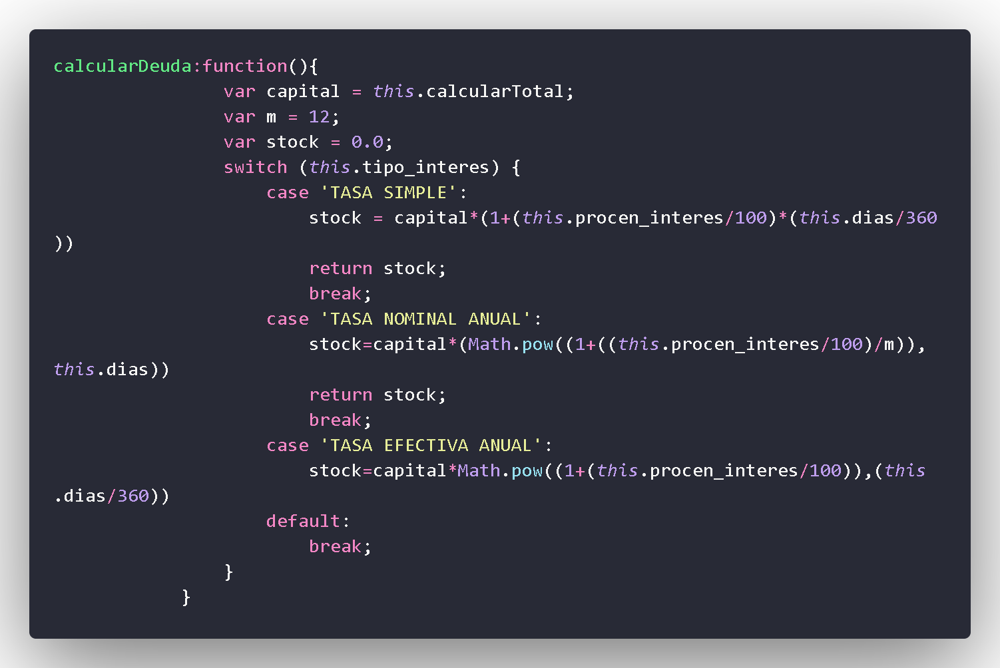 calcularDeuda:function(){
var capital = this.calcularTotal;
var m = 12;
var stock = 0.0;
switch (this.tipo_interes) {
case 'TASA SIMPLE':
stock = capital*(1+(this.procen_interes/100)*(this.dias/360
))
return stock;
break;
case 'TASA NOMINAL ANUAL':
stock=capital*(Math.pow((1+((this.procen_interes/100)/m)),
this.dias))
return stock;
break;
case 'TASA EFECTIVA ANUAL':
stock=capital*Math.pow((1+(this.procen_interes/100)),(this
.dias/360))
default:
break;
}
}